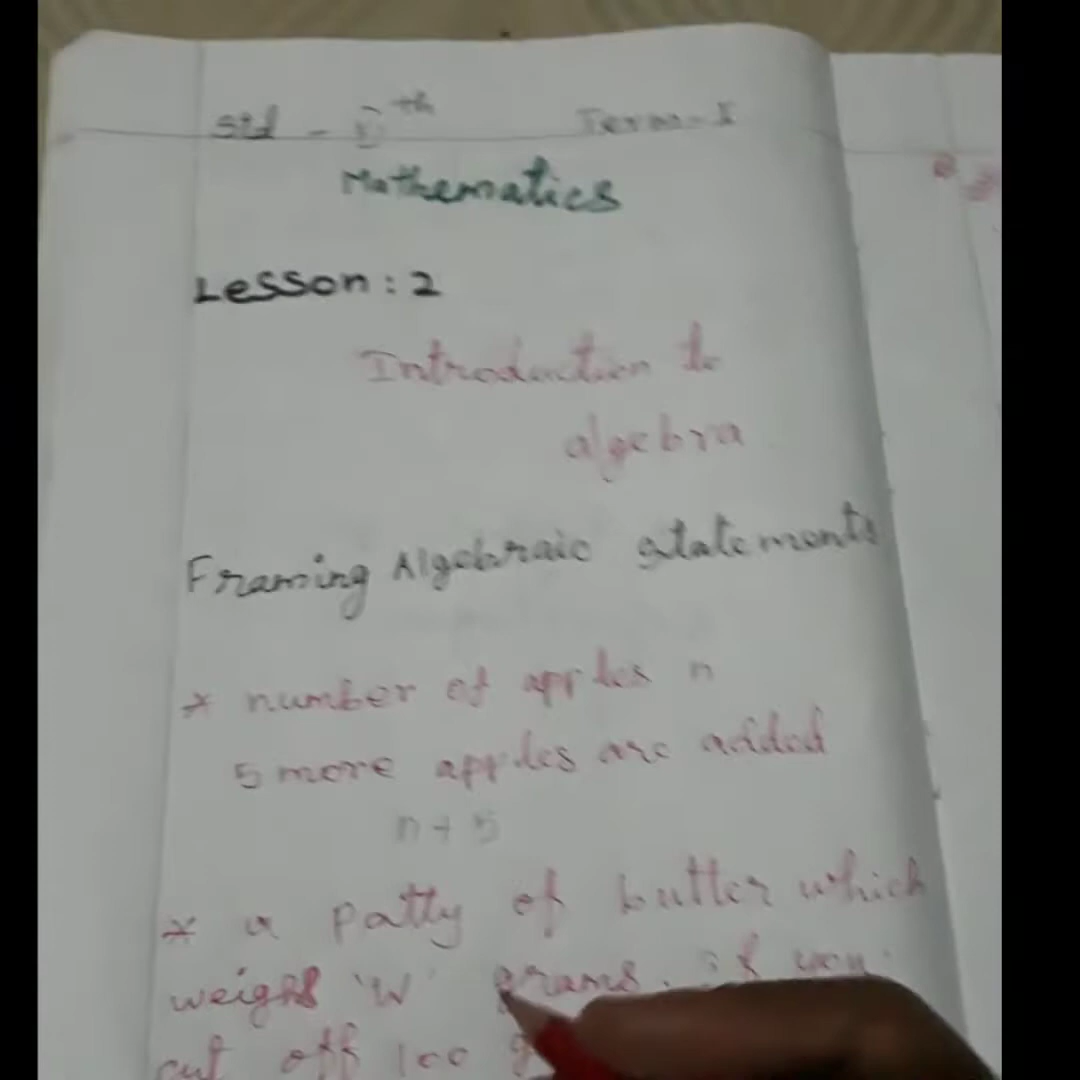 Std - th Term - I
Mathematics
Lesson : 2
Introduction to
algebra
Framing Algebraic statements
* number of apples n
5 more apples are added
n + 5
* a patty of butter which
weighs 'W' grams. if you
cut off 100